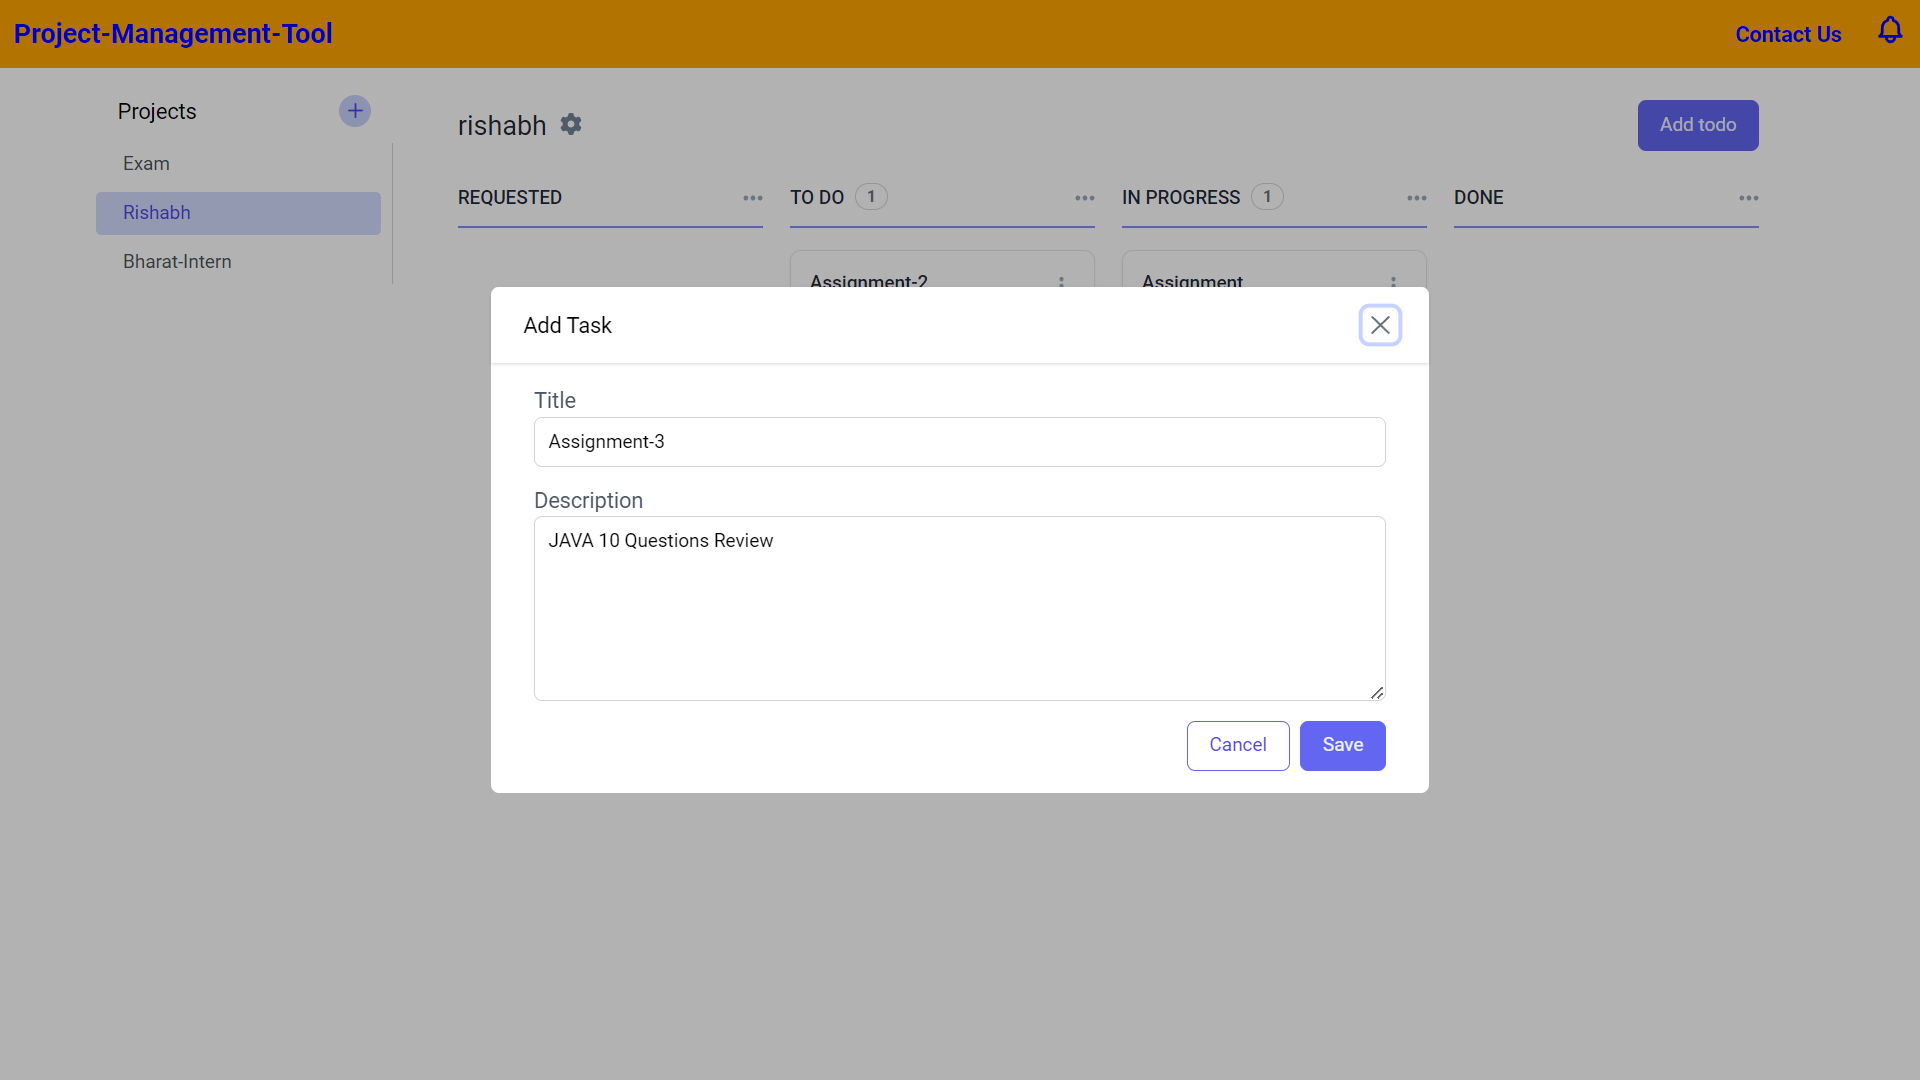 Project-Management-Tool
Contact Us
Projects
Exam
Rishabh
Bharat-Intern
rishabh
Add todo
REQUESTED
TO DO 1
IN PROGRESS 1
DONE
Assignment-2
Assignment
Add Task
Title
Assignment-3
Description
JAVA 10 Questions Review
Cancel
Save